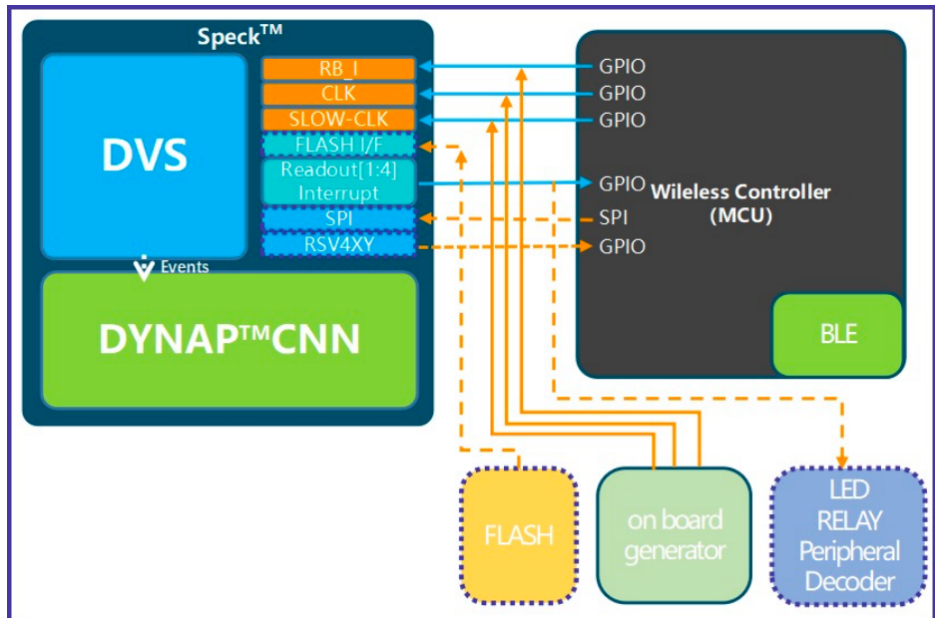 Speck™
DVS
RB_I
CLK
SLOW-CLK
FLASH I/F
Readout[1:4]
Interrupt
SPI
RSV4XY
Events
DYNAP™CNN
GPIO
GPIO
GPIO
GPIO
SPI
GPIO
Wileless Controller
(MCU)
BLE
FLASH
on board
generator
LED
RELAY
Peripheral
Decoder